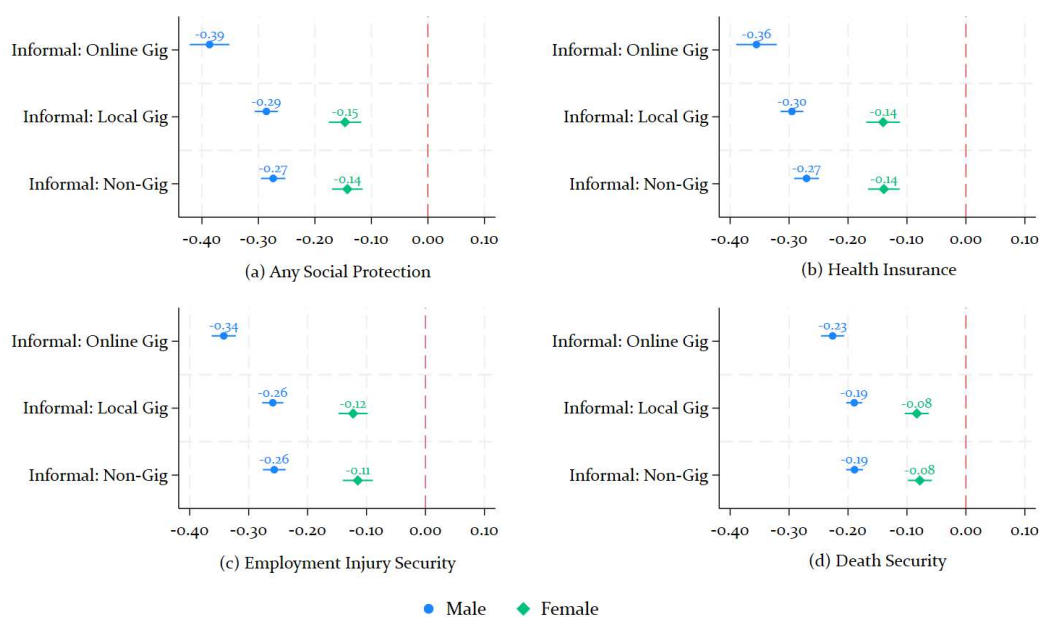 Informal: Online Gig
-0.39
Informal: Local Gig
-0.29
-0.15
Informal: Non-Gig
-0.27
-0.14
-0.40 -0.30 -0.20 -0.10 0.00 0.10
(a) Any Social Protection
Informal: Online Gig
-0.36
Informal: Local Gig
-0.30
-0.14
Informal: Non-Gig
-0.27
-0.14
-0.40 -0.30 -0.20 -0.10 0.00 0.10
(b) Health Insurance
Informal: Online Gig
-0.34
Informal: Local Gig
-0.26
-0.12
Informal: Non-Gig
-0.26
-0.11
-0.40 -0.30 -0.20 -0.10 0.00 0.10
(c) Employment Injury Security
Informal: Online Gig
-0.23
Informal: Local Gig
-0.19
-0.08
Informal: Non-Gig
-0.19
-0.08
-0.40 -0.30 -0.20 -0.10 0.00 0.10
(d) Death Security
Male Female